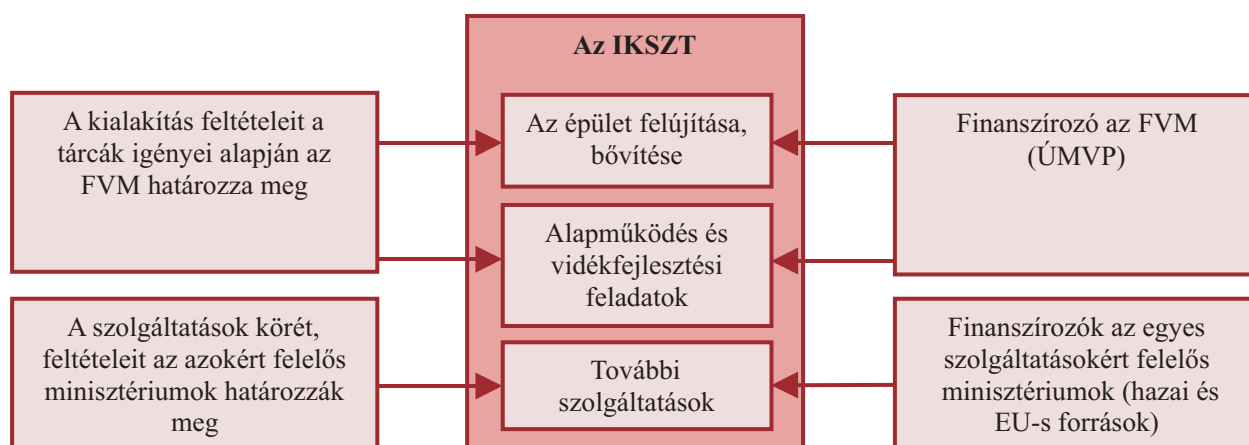 Az IKSZT
A kialakítás feltételeit a
tárcák igényei alapján az
FVM határozza meg
Az épület felújítása,
bővítése
Finanszírozó az FVM
(ÚMVP)
Alapműködés és
vidékfejlesztési
feladatok
A szolgáltatások körét,
feltételeit az azokért felelős
minisztériumok határozzák
meg
További
szolgáltatások
Finanszírozók az egyes
szolgáltatásokért felelős
minisztériumok (hazai és
EU-s források)